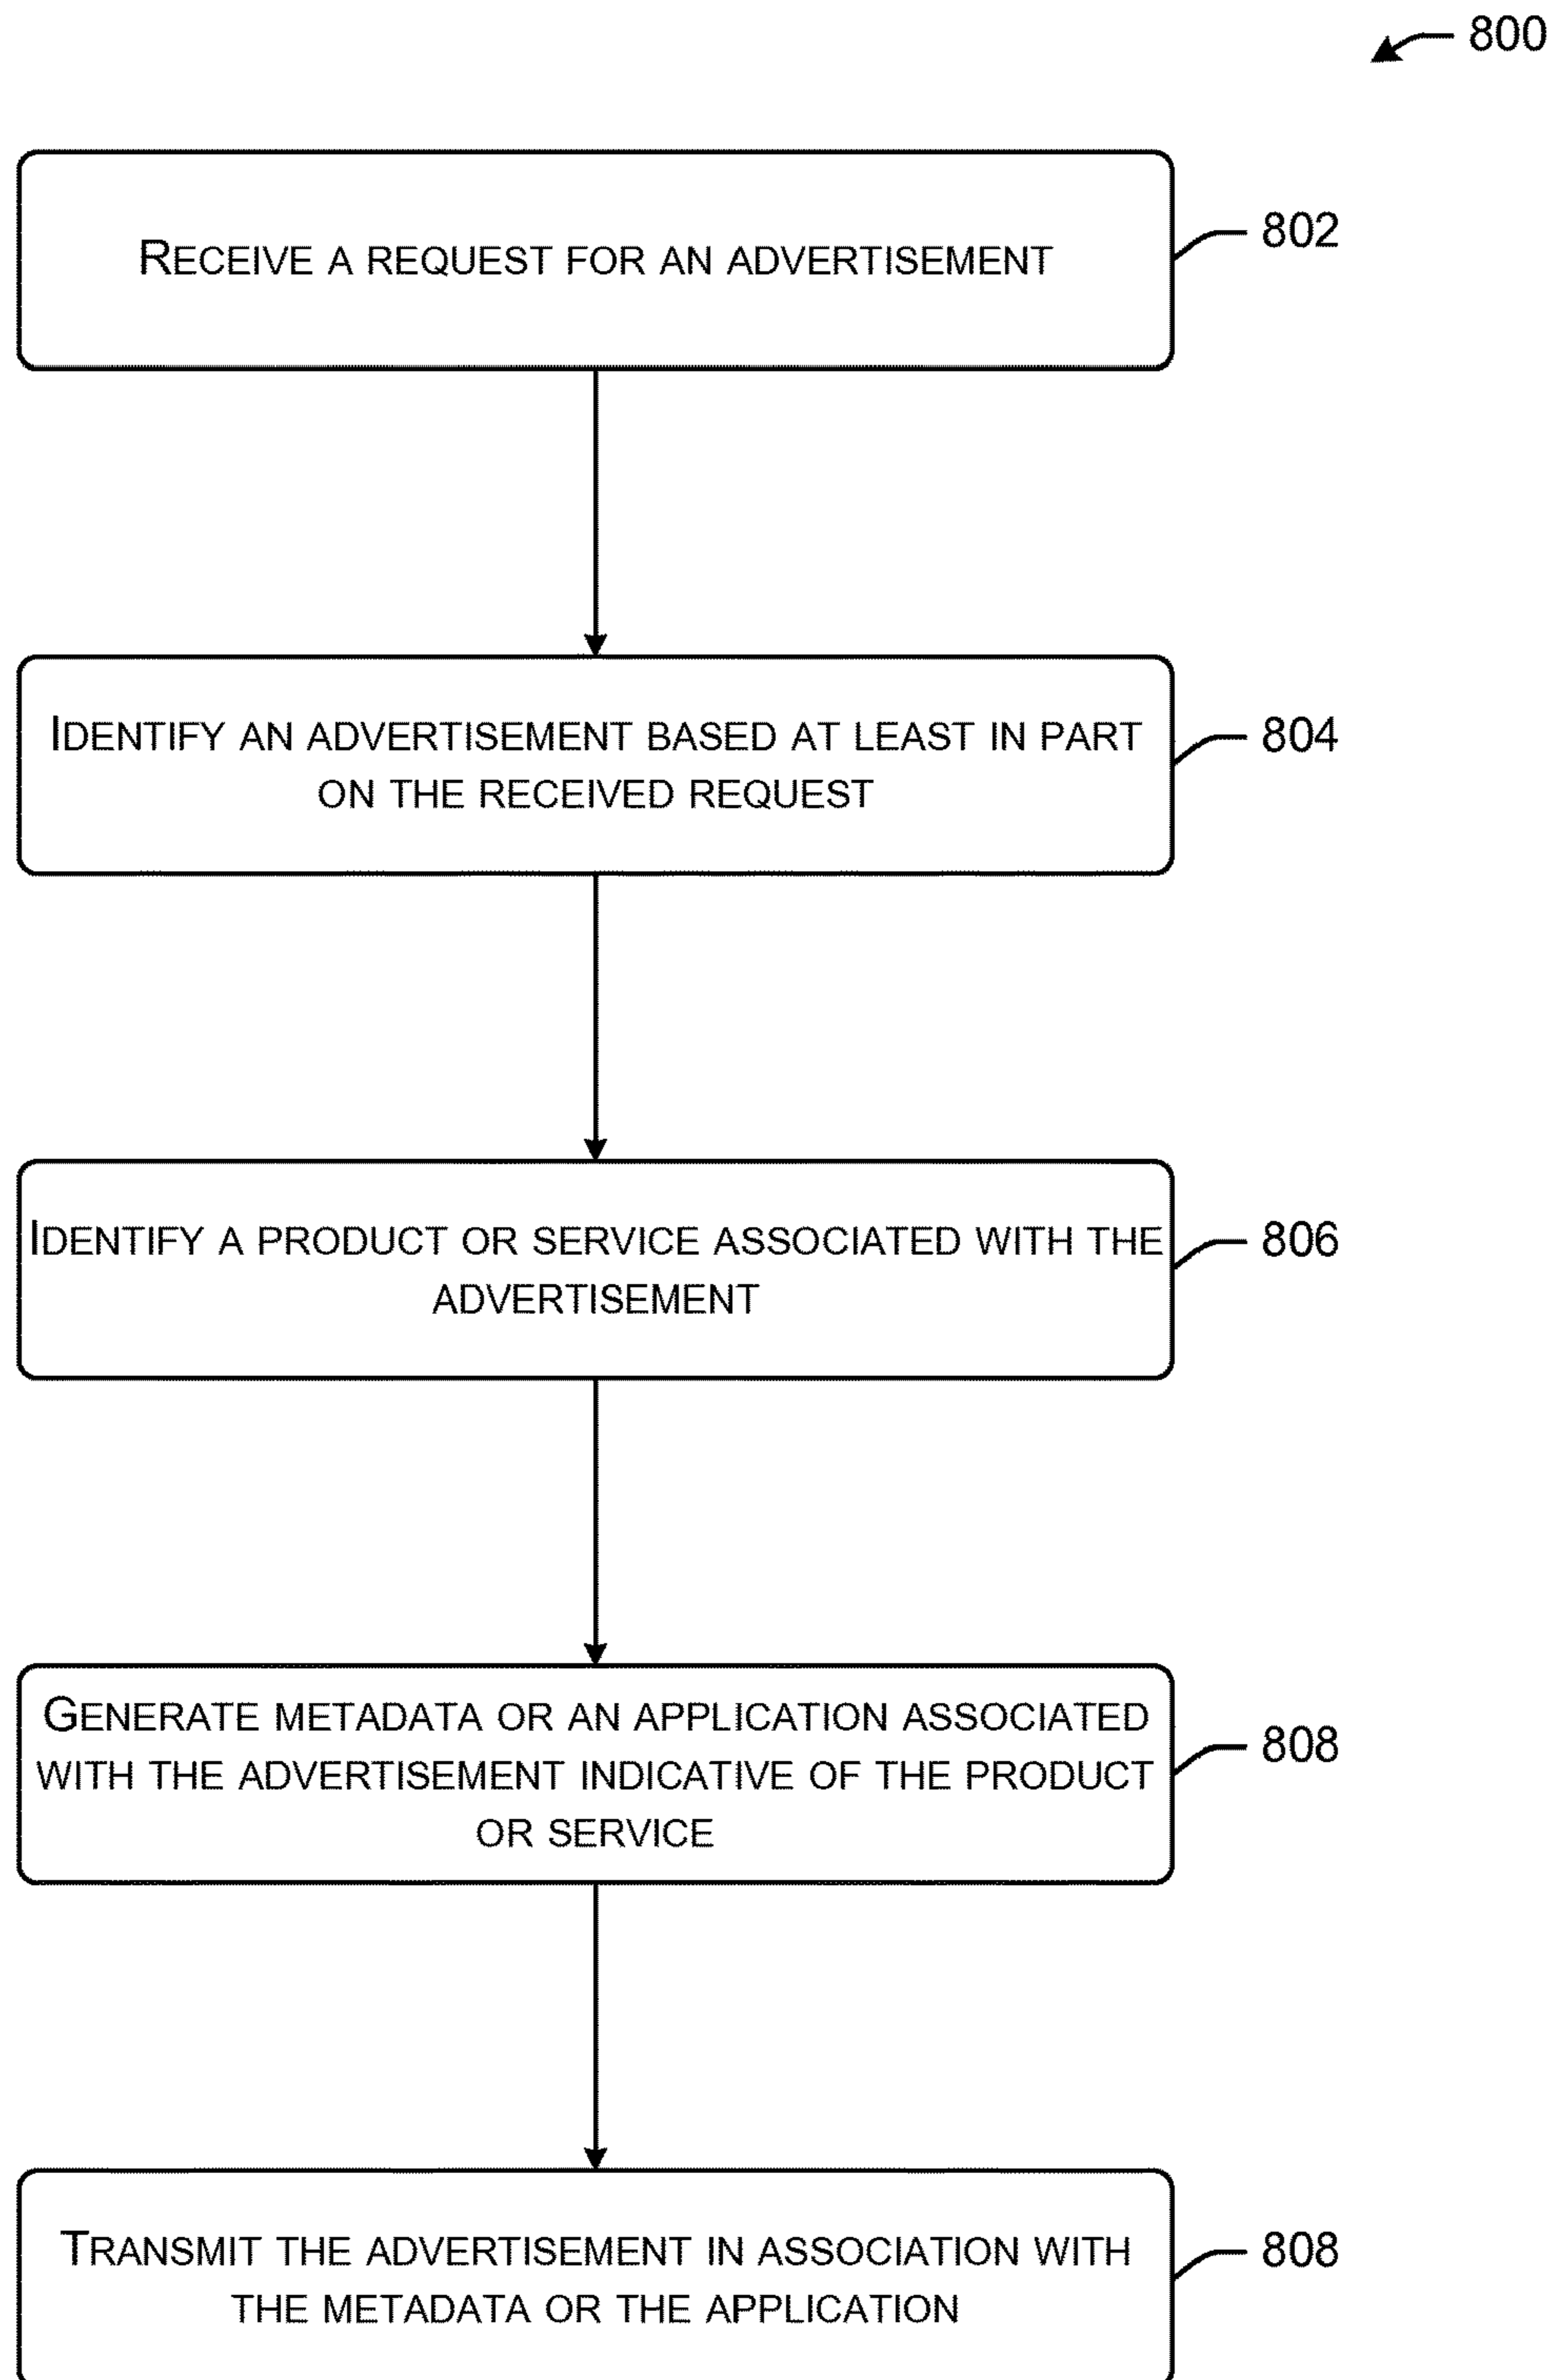 800
RECEIVE A REQUEST FOR AN ADVERTISEMENT
802
IDENTIFY AN ADVERTISEMENT BASED AT LEAST IN PART
ON THE RECEIVED REQUEST
804
IDENTIFY A PRODUCT OR SERVICE ASSOCIATED WITH THE
ADVERTISEMENT
806
GENERATE METADATA OR AN APPLICATION ASSOCIATED
WITH THE ADVERTISEMENT INDICATIVE OF THE PRODUCT
OR SERVICE
808
TRANSMIT THE ADVERTISEMENT IN ASSOCIATION WITH
THE METADATA OR THE APPLICATION
808